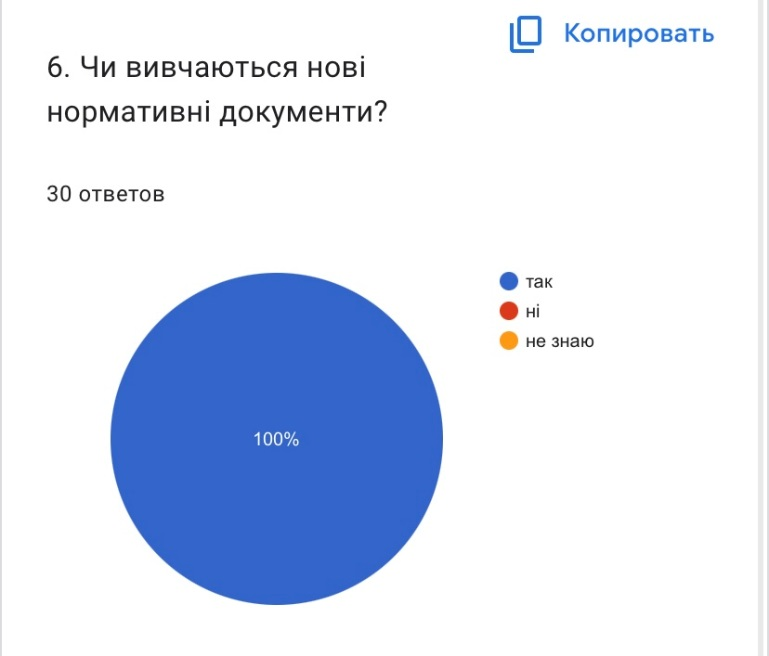 Копировать
6. Чи вивчаються нові
нормативні документи?
30 ответов
так
ні
не знаю
100%